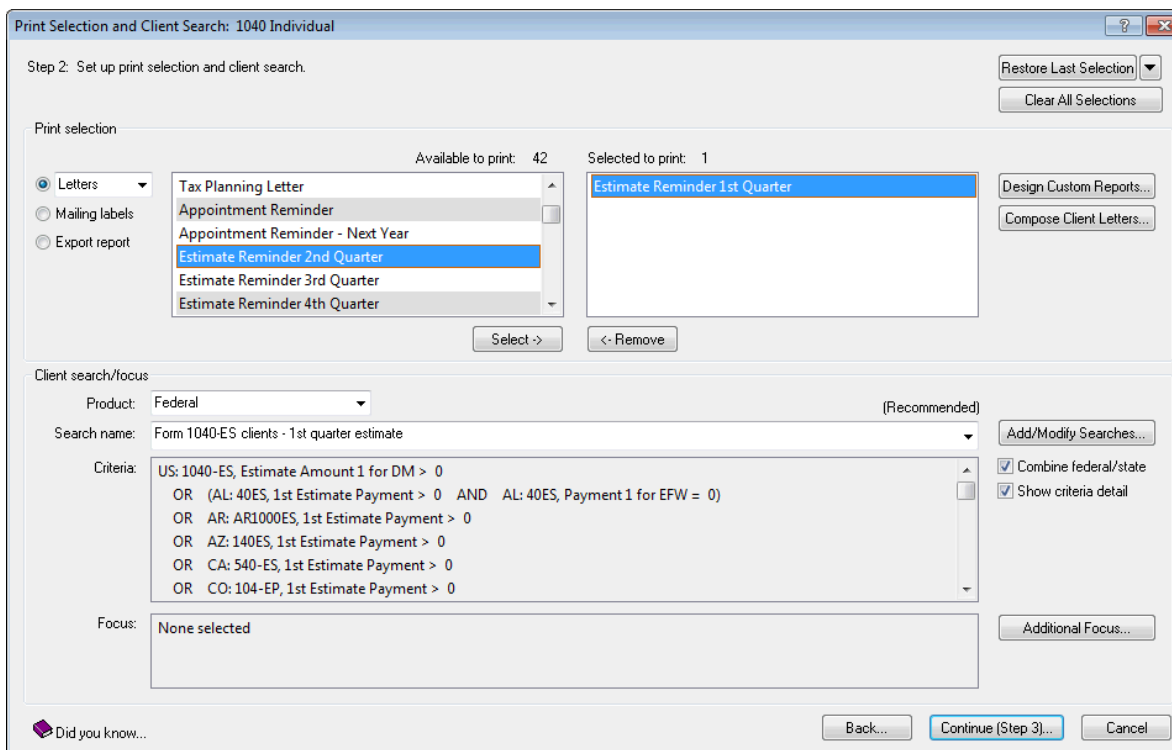 Print Selection and Client Search: 1040 Individual
Step 2: Set up print selection and client search.
Restore Last Selection
Clear All Selections
Print selection
Available to print: 42
Selected to print: 1
Letters
Mailing labels
Export report
Tax Planning Letter
Appointment Reminder
Appointment Reminder - Next Year
Estimate Reminder 2nd Quarter
Estimate Reminder 3rd Quarter
Estimate Reminder 4th Quarter
Estimate Reminder 1st Quarter
Design Custom Reports...
Compose Client Letters...
Select ->
<- Remove
Client search/focus
Product: Federal
(Recommended)
Search name: Form 1040-ES clients - 1st quarter estimate
Add/Modify Searches...
Criteria: US: 1040-ES, Estimate Amount 1 for DM > 0
OR (AL: 40ES, 1st Estimate Payment > 0 AND AL: 40ES, Payment 1 for EFW = 0)
OR AR: AR1000ES, 1st Estimate Payment > 0
OR AZ: 140ES, 1st Estimate Payment > 0
OR CA: 540-ES, 1st Estimate Payment > 0
OR CO: 104-EP, 1st Estimate Payment > 0
Combine federal/state
Show criteria detail
Focus: None selected
Additional Focus...
Did you know...
Back...
Continue (Step 3)...
Cancel